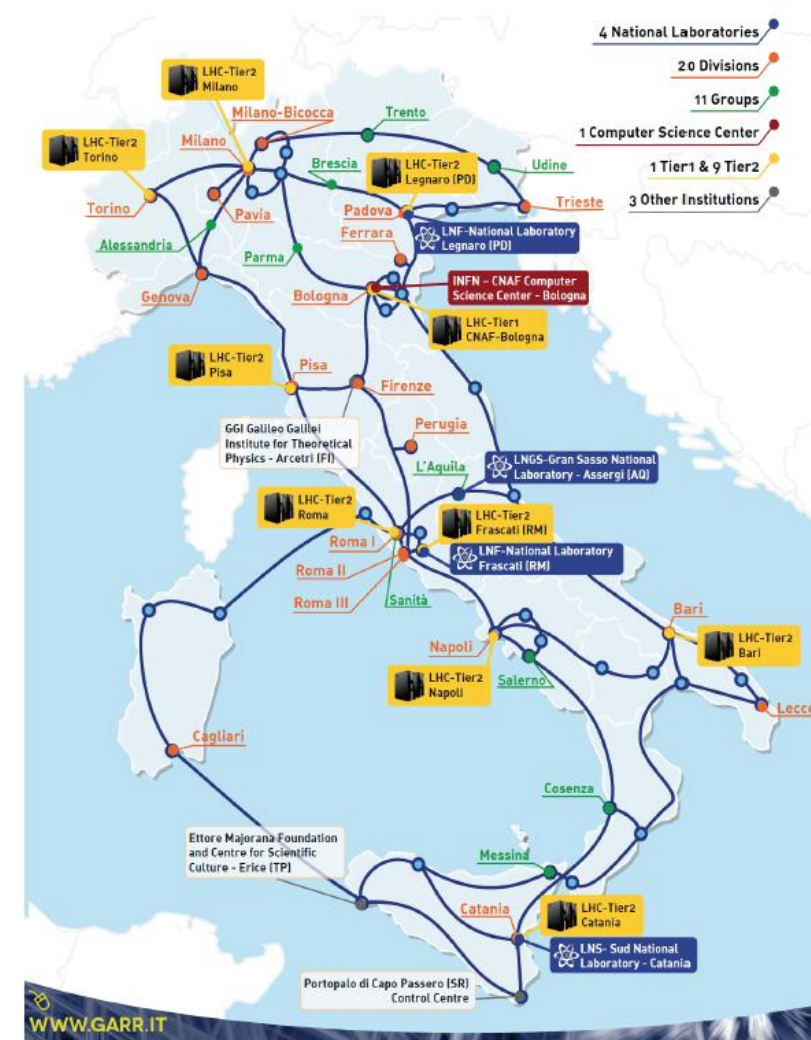 4 National Laboratories
20 Divisions
11 Groups
1 Computer Science Center
1 Tier1 & 9 Tier2
3 Other Institutions
LHC-Tier2
Milano
Milano-Bicocca
Trento
LHC-Tier2
Torino
Milano
Brescia
LHC-Tier2
Legnaro (PD)
Udine
Torino
Pavia
Padova
Trieste
Alessandria
Ferrara
LNF-National Laboratory
Legnaro (PD)
Parma
Genova
Bologna
INFN - CNAF Computer
Science Center - Bologna
LHC-Tier1
CNAF-Bologna
LHC-Tier2
Pisa
Pisa
Firenze
GGI Galileo Galilei
Institute for Theoretical
Physics - Arcetri (FI)
Perugia
L'Aquila
LNGS-Gran Sasso National
Laboratory - Assergi (AQ)
LHC-Tier2
Roma
LHC-Tier2
Frascati (RM)
Roma I
LNF-National Laboratory
Frascati (RM)
Roma II
Roma III
Sanità
Bari
LHC-Tier2
Bari
Napoli
LHC-Tier2
Napoli
Salerno
Lecce
Cagliari
Cosenza
Ettore Majorana Foundation
and Centre for Scientific
Culture - Erice (TP)
Messina
Catania
LHC-Tier2
Catania
LNS- Sud National
Laboratory - Catania
Portopalo di Capo Passero (SR)
Control Centre
WWW.GARR.IT